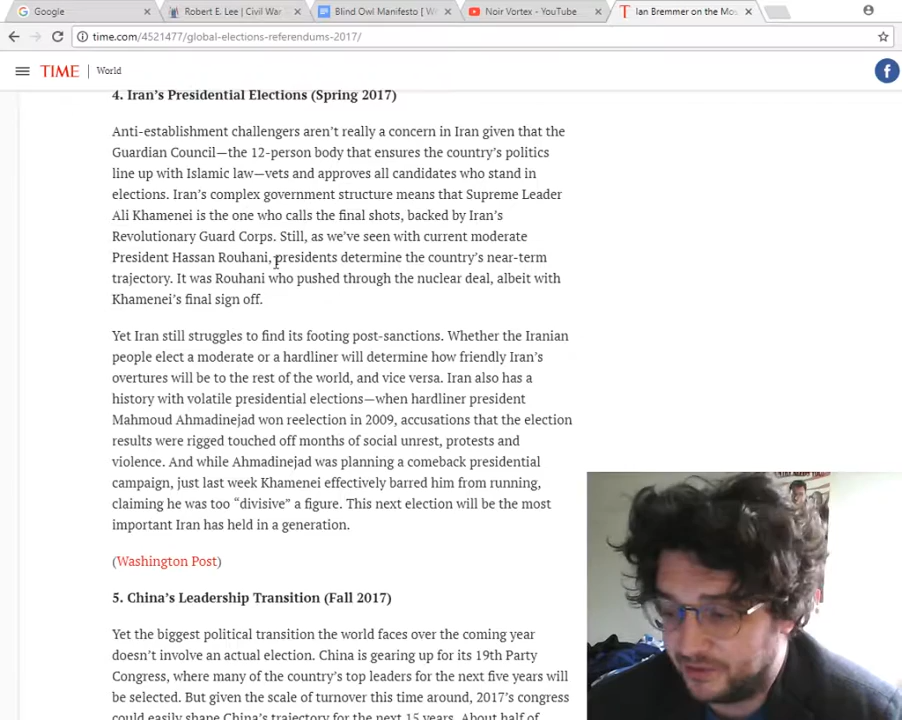 Google
Robert E. Lee | Civil War
Blind Owl Manifesto [ W
Noir Vortex - YouTube
Ian Bremmer on the Mo
time.com/4521477/global-elections-referendums-2017/
TIME
World
f
4. Iran's Presidential Elections (Spring 2017)
Anti-establishment challengers aren't really a concern in Iran given that the
Guardian Council—the 12-person body that ensures the country's politics
line up with Islamic law—vets and approves all candidates who stand in
elections. Iran's complex government structure means that Supreme Leader
Ali Khamenei is the one who calls the final shots, backed by Iran's
Revolutionary Guard Corps. Still, as we've seen with current moderate
President Hassan Rouhani, presidents determine the country's near-term
trajectory. It was Rouhani who pushed through the nuclear deal, albeit with
Khamenei's final sign off.
Yet Iran still struggles to find its footing post-sanctions. Whether the Iranian
people elect a moderate or a hardliner will determine how friendly Iran's
overtures will be to the rest of the world, and vice versa. Iran also has a
history with volatile presidential elections—when hardliner president
Mahmoud Ahmadinejad won reelection in 2009, accusations that the election
results were rigged touched off months of social unrest, protests and
violence. And while Ahmadinejad was planning a comeback presidential
campaign, just last week Khamenei effectively barred him from running,
claiming he was too “divisive” a figure. This next election will be the most
important Iran has held in a generation.
(Washington Post)
5. China's Leadership Transition (Fall 2017)
Yet the biggest political transition the world faces over the coming year
doesn't involve an actual election. China is gearing up for its 19th Party
Congress, where many of the country's top leaders for the next five years will
be selected. But given the scale of turnover this time around, 2017's congress
could easily shape China's trajectory for the next 15 years. About half of